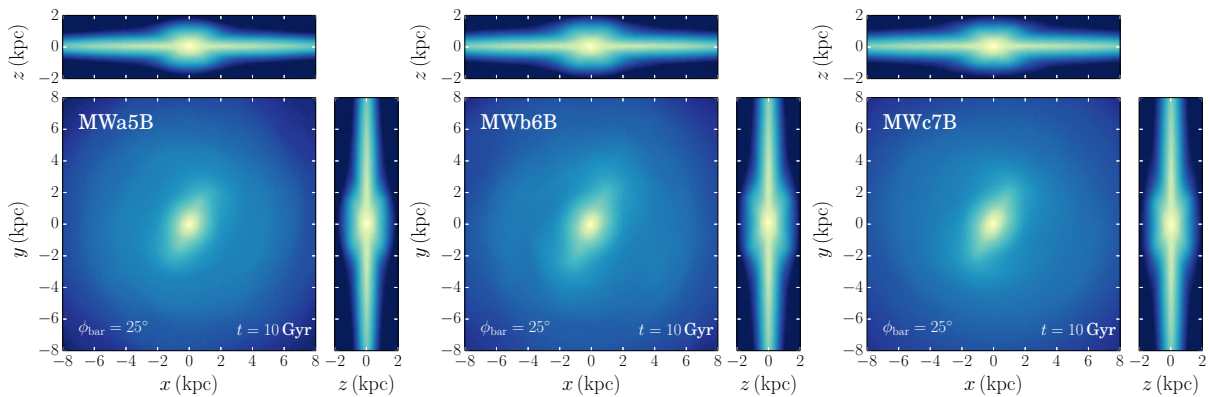 2
0
−2
z (kpc)
8
6
4
2
0
−2
−4
−6
−8
y (kpc)
MWa5B
ϕbar = 25°
t = 10 Gyr
−8 −6 −4 −2 0 2 4 6 8
x (kpc)
−2 0 2
z (kpc)
2
0
−2
z (kpc)
8
6
4
2
0
−2
−4
−6
−8
y (kpc)
MWb6B
ϕbar = 25°
t = 10 Gyr
−8 −6 −4 −2 0 2 4 6 8
x (kpc)
−2 0 2
z (kpc)
2
0
−2
z (kpc)
8
6
4
2
0
−2
−4
−6
−8
y (kpc)
MWc7B
ϕbar = 25°
t = 10 Gyr
−8 −6 −4 −2 0 2 4 6 8
x (kpc)
−2 0 2
z (kpc)